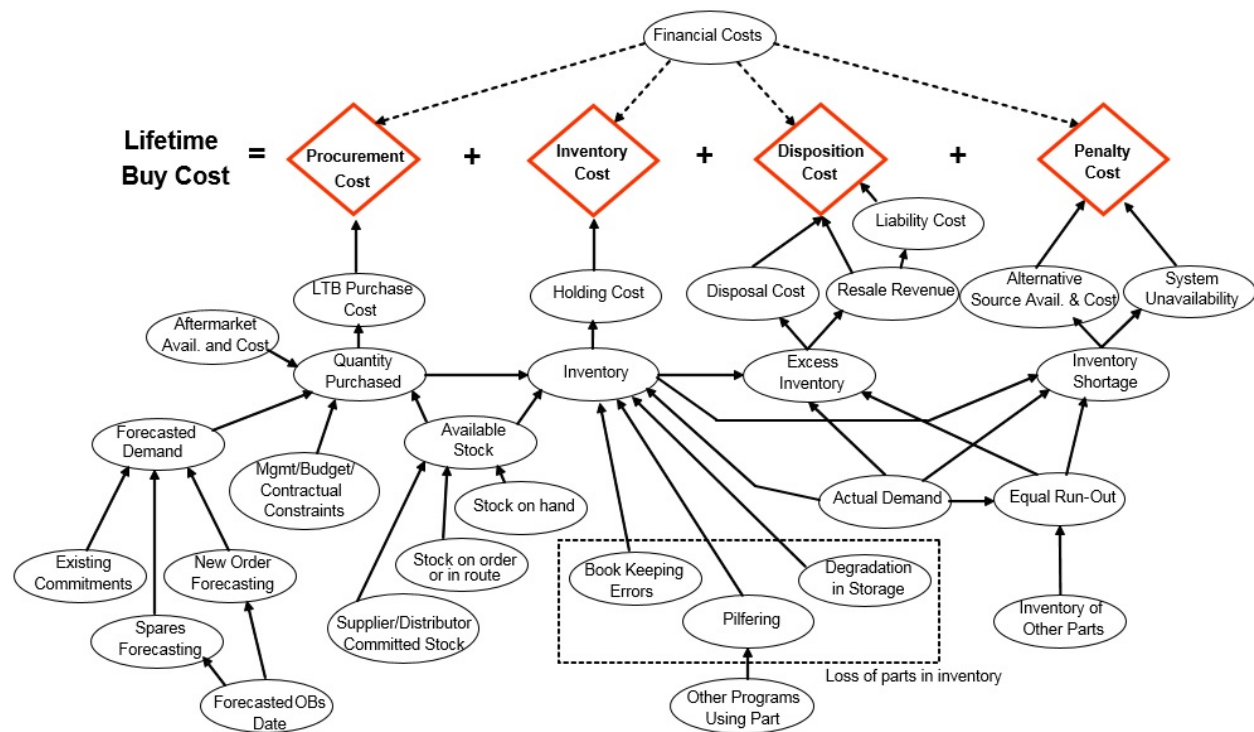 Financial Costs
Lifetime
Buy Cost
=
Procurement
Cost
+
Inventory
Cost
+
Disposition
Cost
+
Penalty
Cost
Liability Cost
LTB Purchase
Cost
Holding Cost
Disposal Cost
Resale Revenue
Alternative
Source Avail. & Cost
System
Unavailability
Aftermarket
Avail. and Cost
Quantity
Purchased
Inventory
Excess
Inventory
Inventory
Shortage
Forecasted
Demand
Mgmt/Budget/
Contractual
Constraints
Available
Stock
Stock on hand
Actual Demand
Equal Run-Out
Existing
Commitments
New Order
Forecasting
Stock on order
or in route
Book Keeping
Errors
Degradation
in Storage
Spares
Forecasting
Supplier/Distributor
Committed Stock
Pilfering
Inventory of
Other Parts
Loss of parts in inventory
Forecasted OBs
Date
Other Programs
Using Part